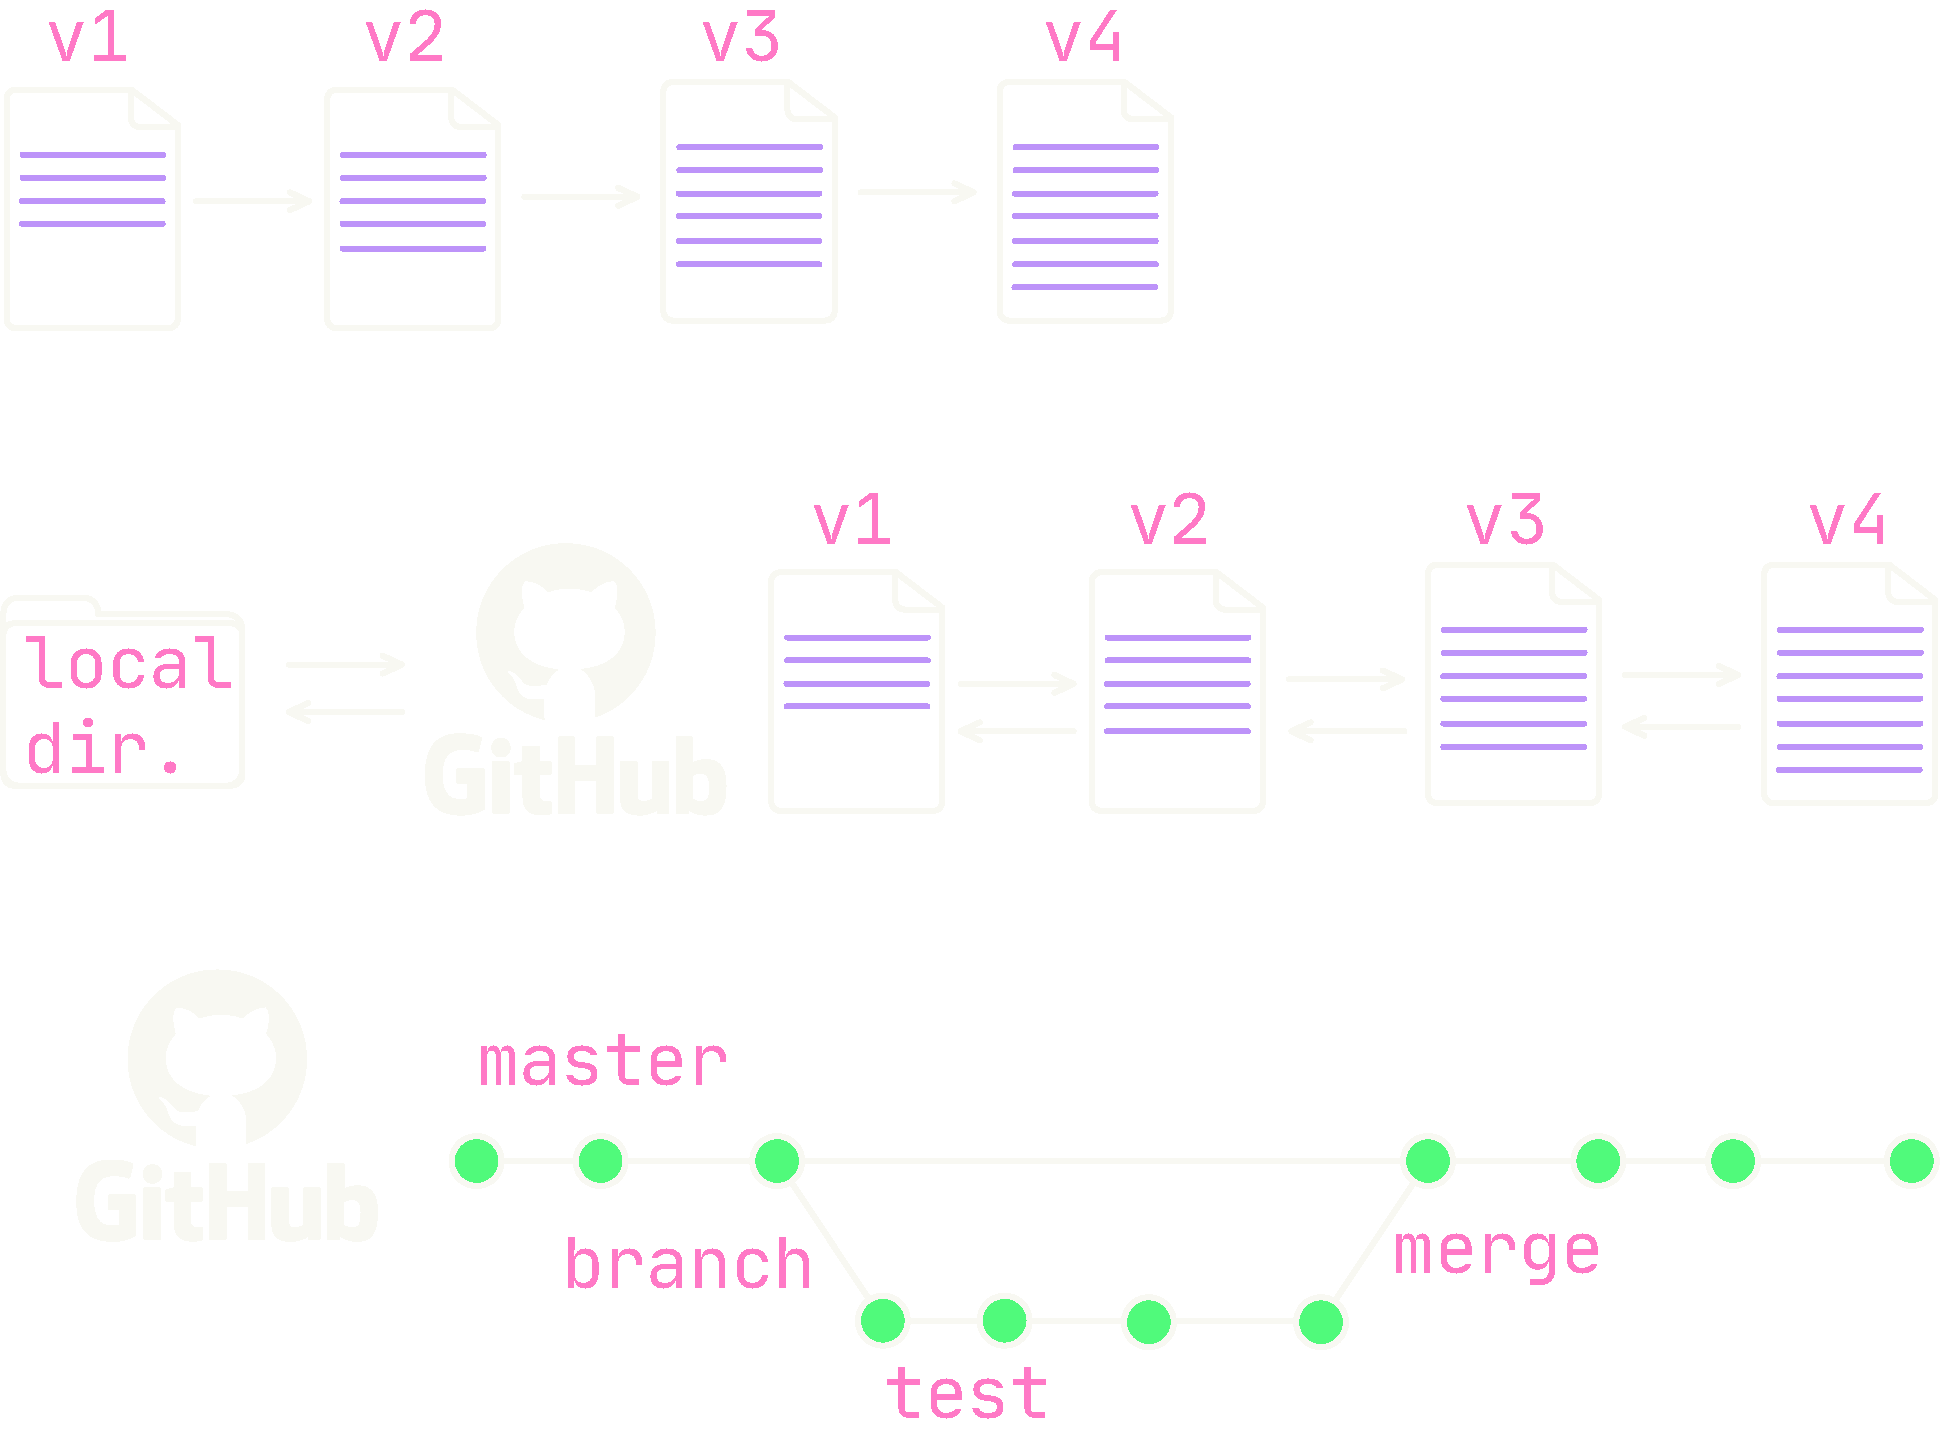 v1 v2 v3 v4
v1 v2 v3 v4
local
dir.
GitHub
master
GitHub
branch
merge
test